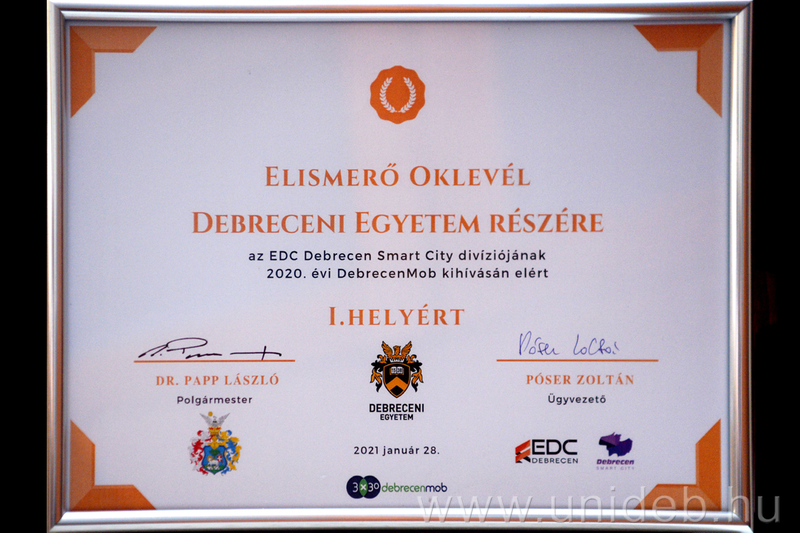 ELISMERŐ OKLEVÉL
DEBRECENI EGYETEM RÉSZÉRE
az EDC Debrecen Smart City divíziójának
2020. évi DebrecenMob kihívásán elért
I.HELYÉRT
Póser Zoltán
DR. PAPP LÁSZLÓ
Polgármester
PÓSER ZOLTÁN
Ügyvezető
DEBRECENI
EGYETEM
2021 január 28.
EDC
DEBRECEN
Debrecen
SMART CITY
3x30 debrecenmob
www.unideb.hu